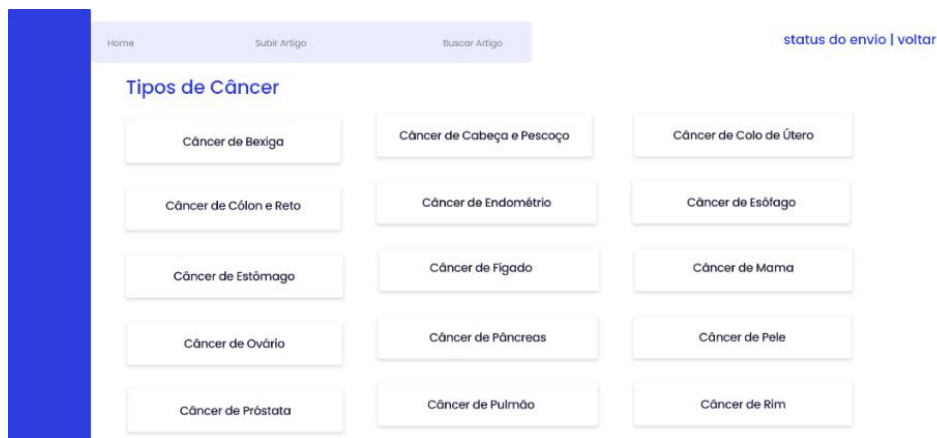 Home Subir Artigo Buscar Artigo status do envio | voltar
Tipos de Câncer
Câncer de Bexiga Câncer de Cabeça e Pescoço Câncer de Colo de Útero
Câncer de Cólon e Reto Câncer de Endométrio Câncer de Esôfago
Câncer de Estômago Câncer de Fígado Câncer de Mama
Câncer de Ovário Câncer de Pâncreas Câncer de Pele
Câncer de Próstata Câncer de Pulmão Câncer de Rim